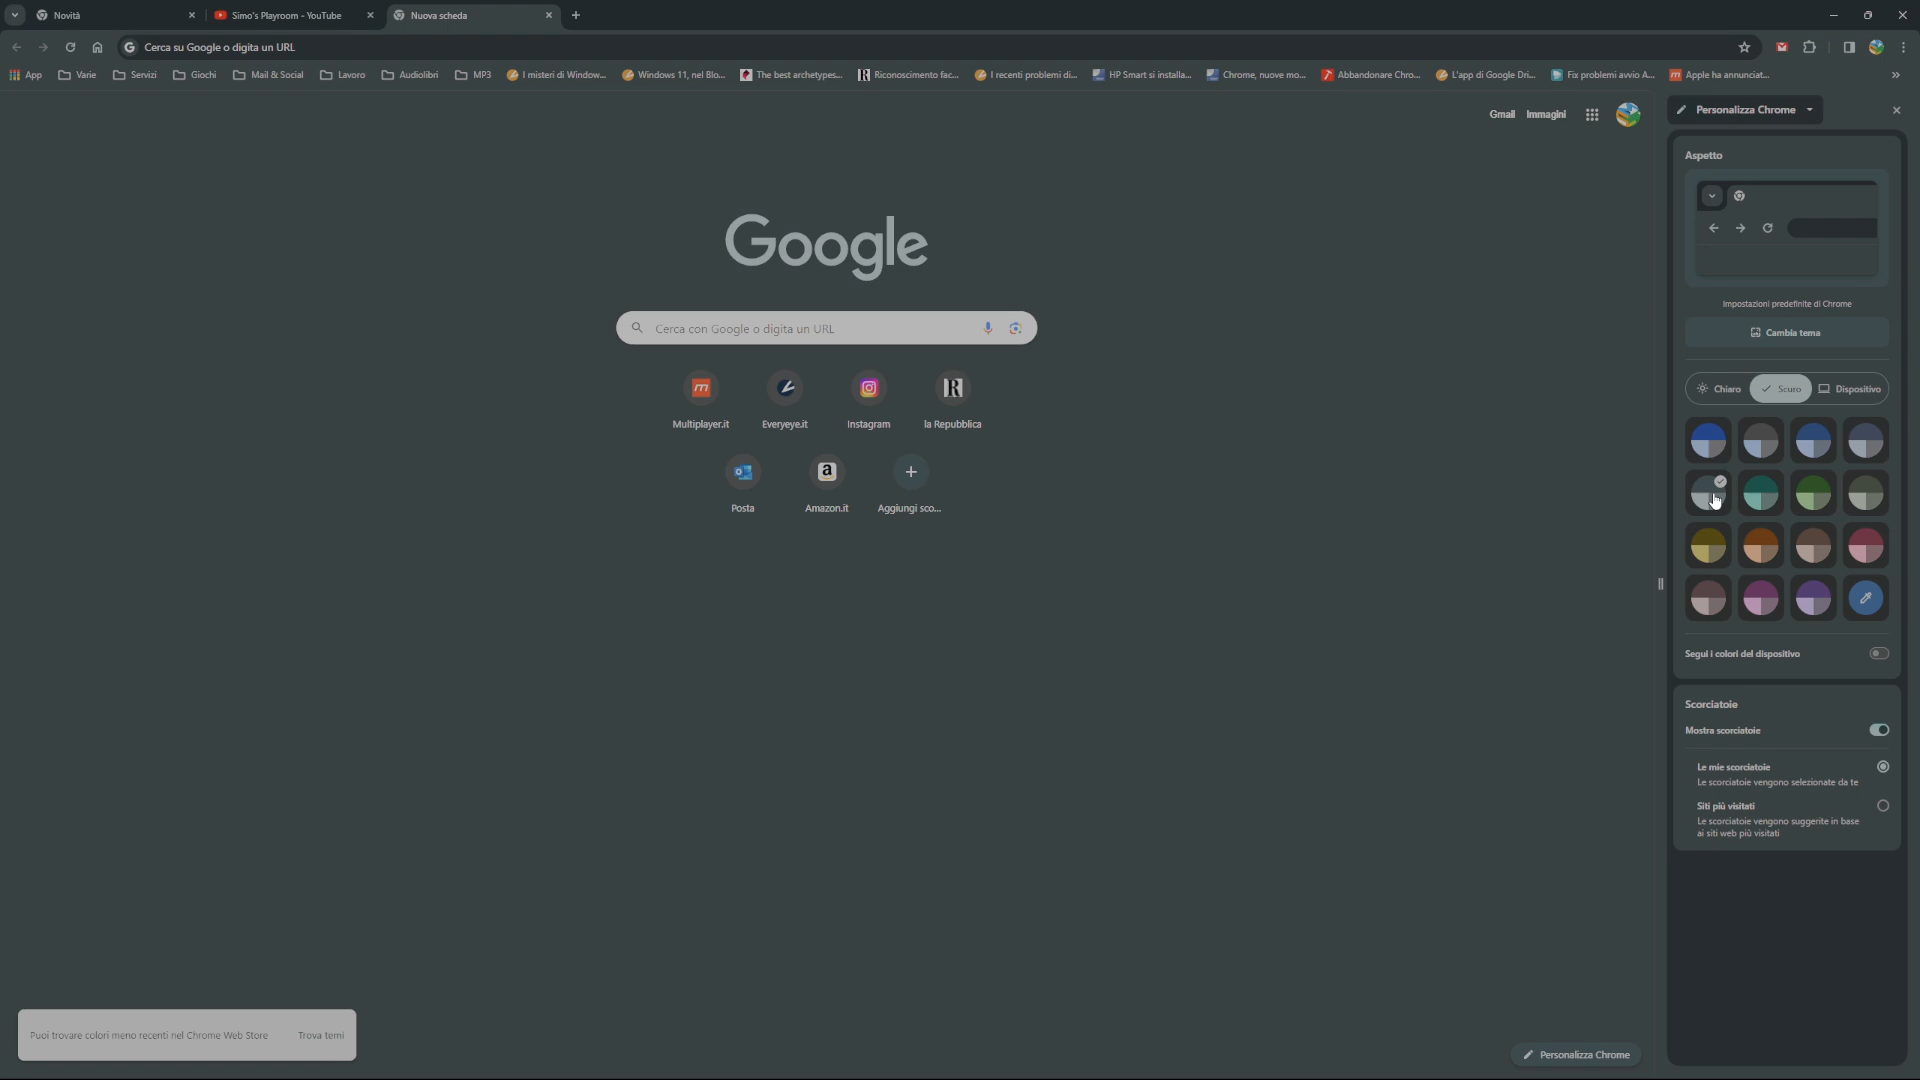 Novità
Simo's Playroom - YouTube
Nuova scheda
Cerca su Google o digita un URL
App
Varie
Servizi
Giochi
Mail & Social
Lavoro
Audiolibri
MP3
I misteri di Window...
Windows 11, nel Blo...
The best archetypes...
Riconoscimento fac...
I recenti problemi di...
HP Smart si installa...
Chrome, nuove mo...
Abbandonare Chro...
L'app di Google Dri...
Fix problemi avvio A...
Apple ha annunciat...
Gmail
Immagini
Google
Cerca con Google o digita un URL
Multiplayer.it
Everyeye.it
Instagram
la Repubblica
Posta
Amazon.it
Aggiungi sco...
Puoi trovare colori meno recenti nel Chrome Web Store
Trova temi
Personalizza Chrome
Personalizza Chrome
Aspetto
Impostazioni predefinite di Chrome
Cambia tema
Chiaro
Scuro
Dispositivo
Segui i colori del dispositivo
Scorciatoie
Mostra scorciatoie
Le mie scorciatoie
Le scorciatoie vengono selezionate da te
Siti più visitati
Le scorciatoie vengono suggerite in base
ai siti web più visitati